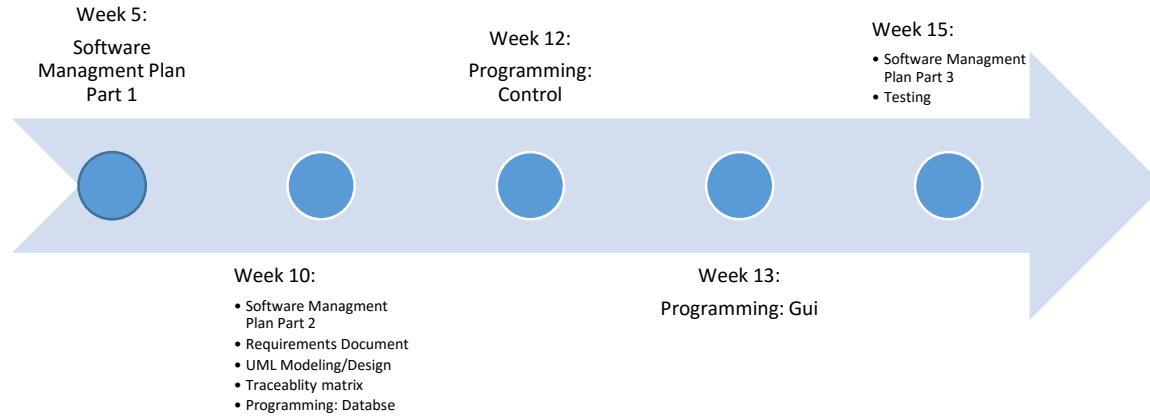 Week 5:
Software
Managment Plan
Part 1
Week 10:
• Software Managment
Plan Part 2
• Requirements Document
• UML Modeling/Design
• Traceablity matrix
• Programming: Databse
Week 12:
Programming:
Control
Week 13:
Programming: Gui
Week 15:
• Software Managment
Plan Part 3
• Testing